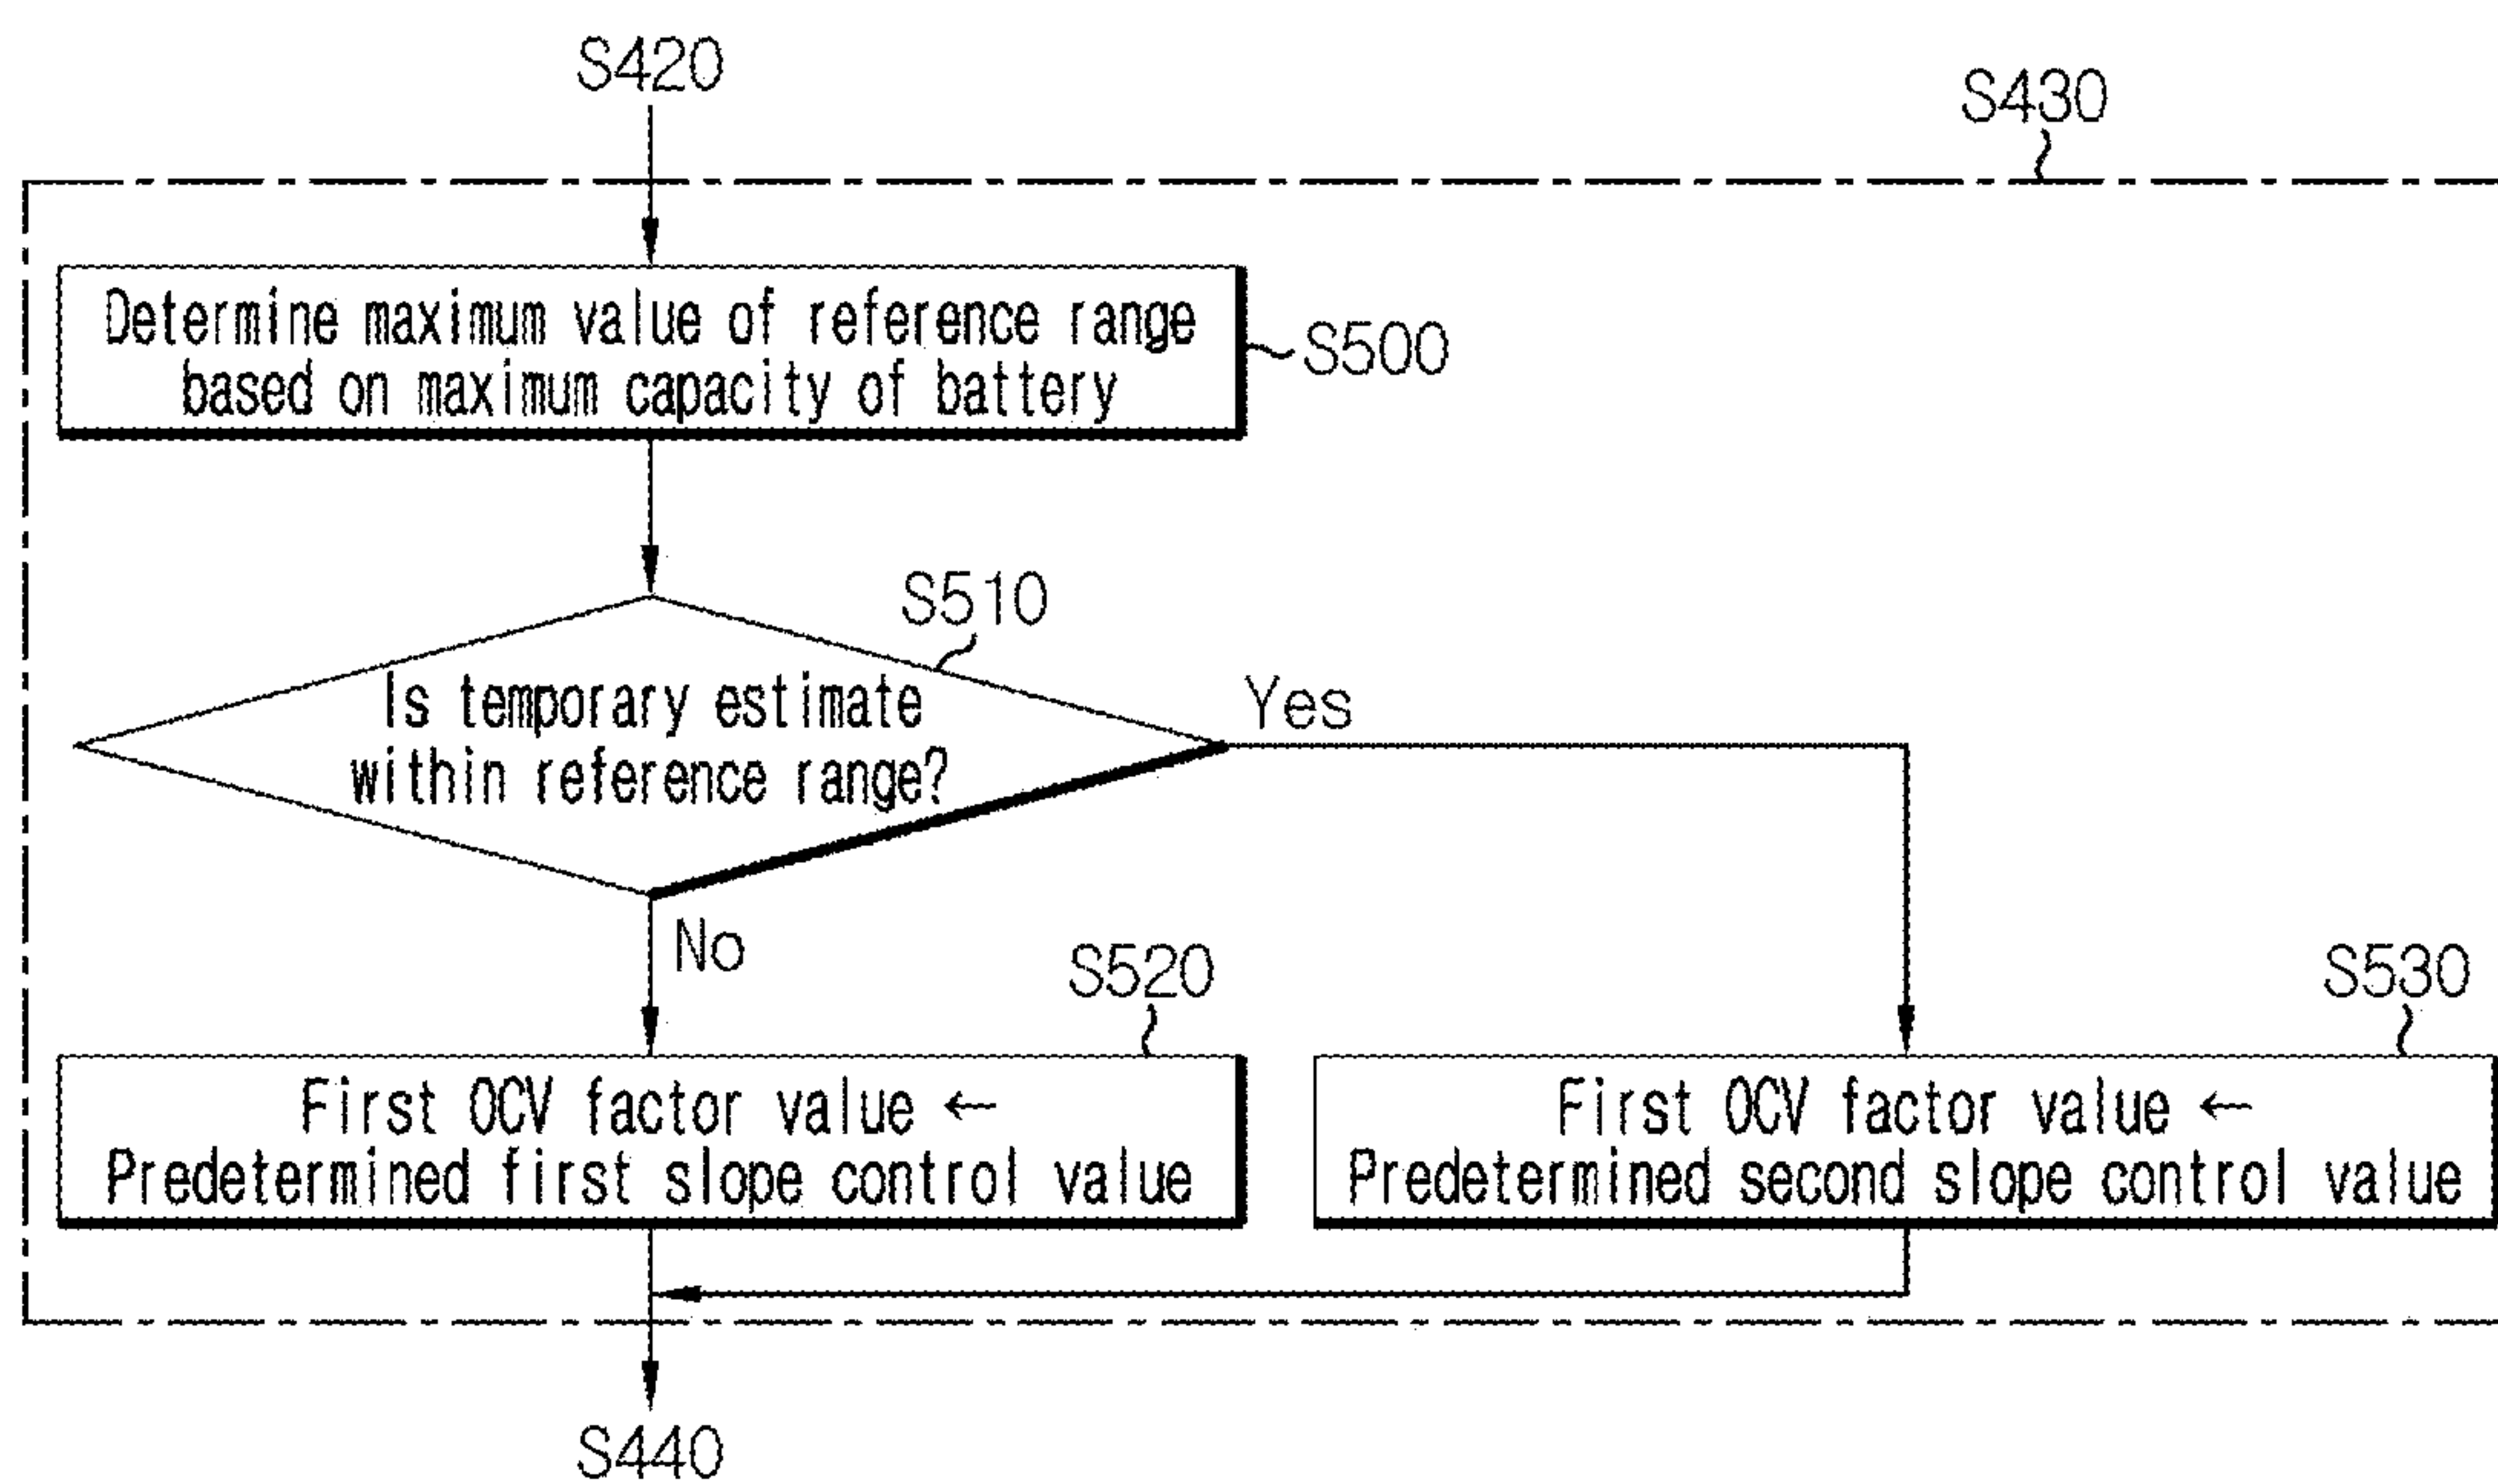 S420
S430
Determine maximum value of reference range
based on maximum capacity of battery
S500
S510
Is temporary estimate
within reference range?
Yes
No
S520
S530
First OCV factor value ←
Predetermined first slope control value
First OCV factor value ←
Predetermined second slope control value
S440